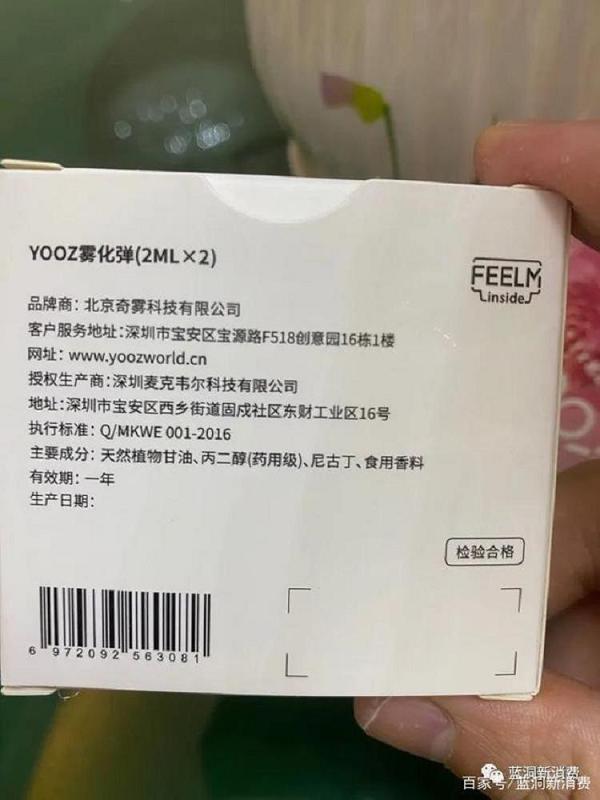 YOOZ雾化弹(2ML×2)
FEELM
inside
品牌商：北京奇雾科技有限公司
客户服务地址:深圳市宝安区宝源路F518创意园16栋1楼
网址：www.yoozworld.cn
授权生产商：深圳麦克韦尔科技有限公司
地址:深圳市宝安区西乡街道固戍社区东财工业区16号
执行标准：Q/MKWE 001-2016
主要成分：天然植物甘油、丙二醇(药用级)、尼古丁、食用香料
有效期：一年
生产日期：
检验合格
6 972092 563081
蓝洞新消费
百家号/蓝洞新消费